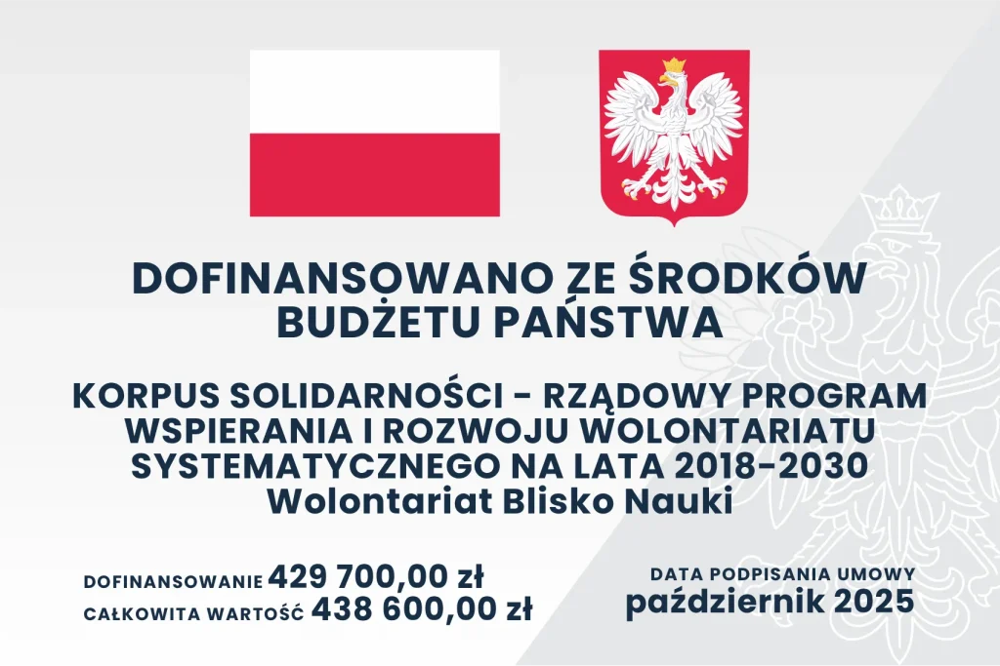 DOFINANSOWANO ZE ŚRODKÓW
BUDŻETU PAŃSTWA
KORPUS SOLIDARNOŚCI - RZĄDOWY PROGRAM
WSPIERANIA I ROZWOJU WOLONTARIATU
SYSTEMATYCZNEGO NA LATA 2018-2030
Wolontariat Blisko Nauki
DOFINANSOWANIE 429 700,00 zł
CAŁKOWITA WARTOŚĆ 438 600,00 zł
DATA PODPISANIA UMOWY
październik 2025